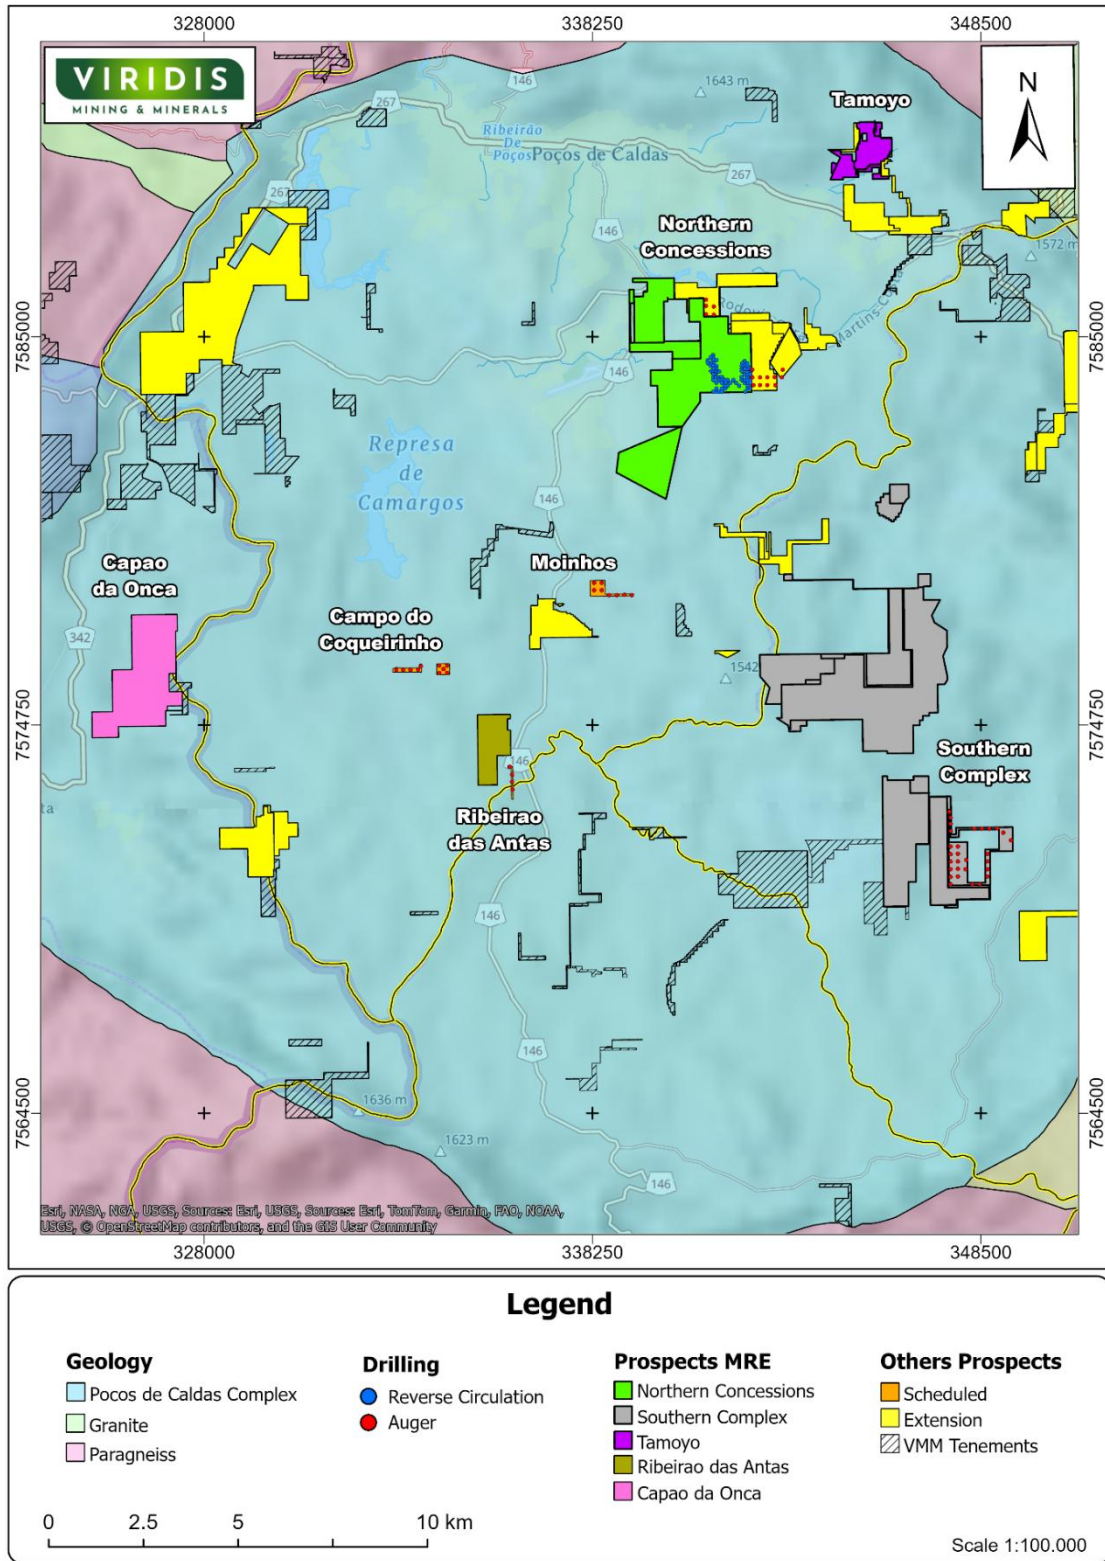 328000
338250
348500
VIRIDIS
MINING & MINERALS
N
146
267
1643 m
Tamoyo
Ribeirão
De
Poços
Poços de Caldas
267
267
146
Northern
Concessions
1572 m
Rodov
Martins-Costa
7585000
7585000
146
Represa
de
Camargos
146
Capao
da Onca
Moinhos
342
Campo do
Coqueirinho
1542
7574750
7574750
146
Southern
Complex
ta
Ribeirao
das Antas
146
146
7564500
7564500
1636 m
1623 m
146
Esri, NASA, NGA, USGS, Sources: Esri, USGS, Sources: Esri, TomTom, Garmin, FAO, NOAA,
USGS, © OpenStreetMap contributors, and the GIS User Community
328000
338250
348500
Legend
Geology
Pocos de Caldas Complex
Granite
Paragneiss
Drilling
Reverse Circulation
Auger
Prospects MRE
Northern Concessions
Southern Complex
Tamoyo
Ribeirao das Antas
Capao da Onca
Others Prospects
Scheduled
Extension
VMM Tenements
0
2.5
5
10 km
Scale 1:100.000